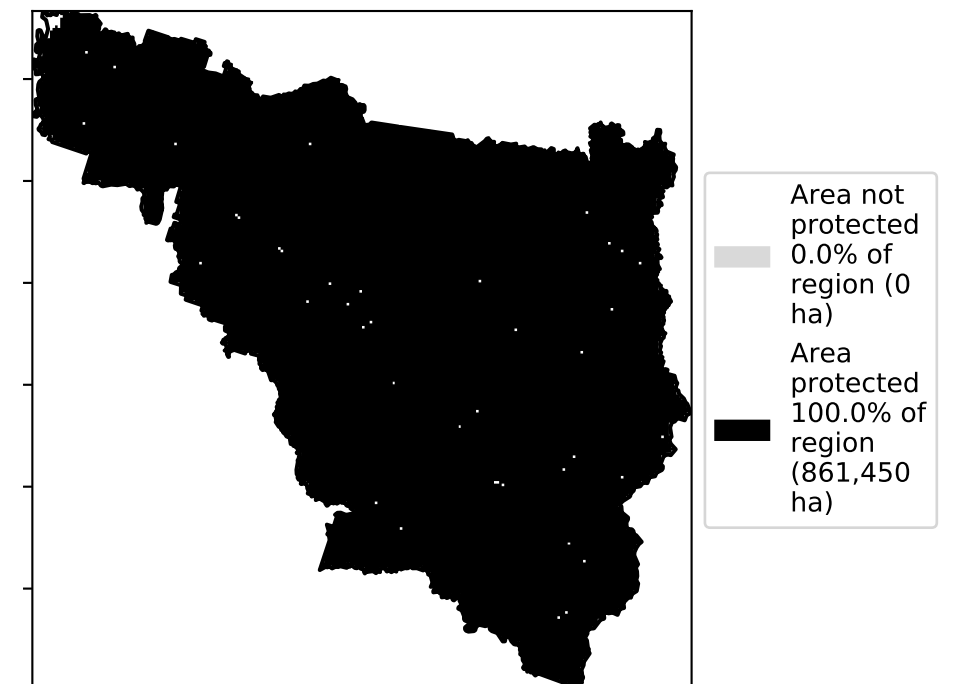 Area not
protected
0.0% of
region (0
ha)
Area
protected
100.0% of
region
(861,450
ha)